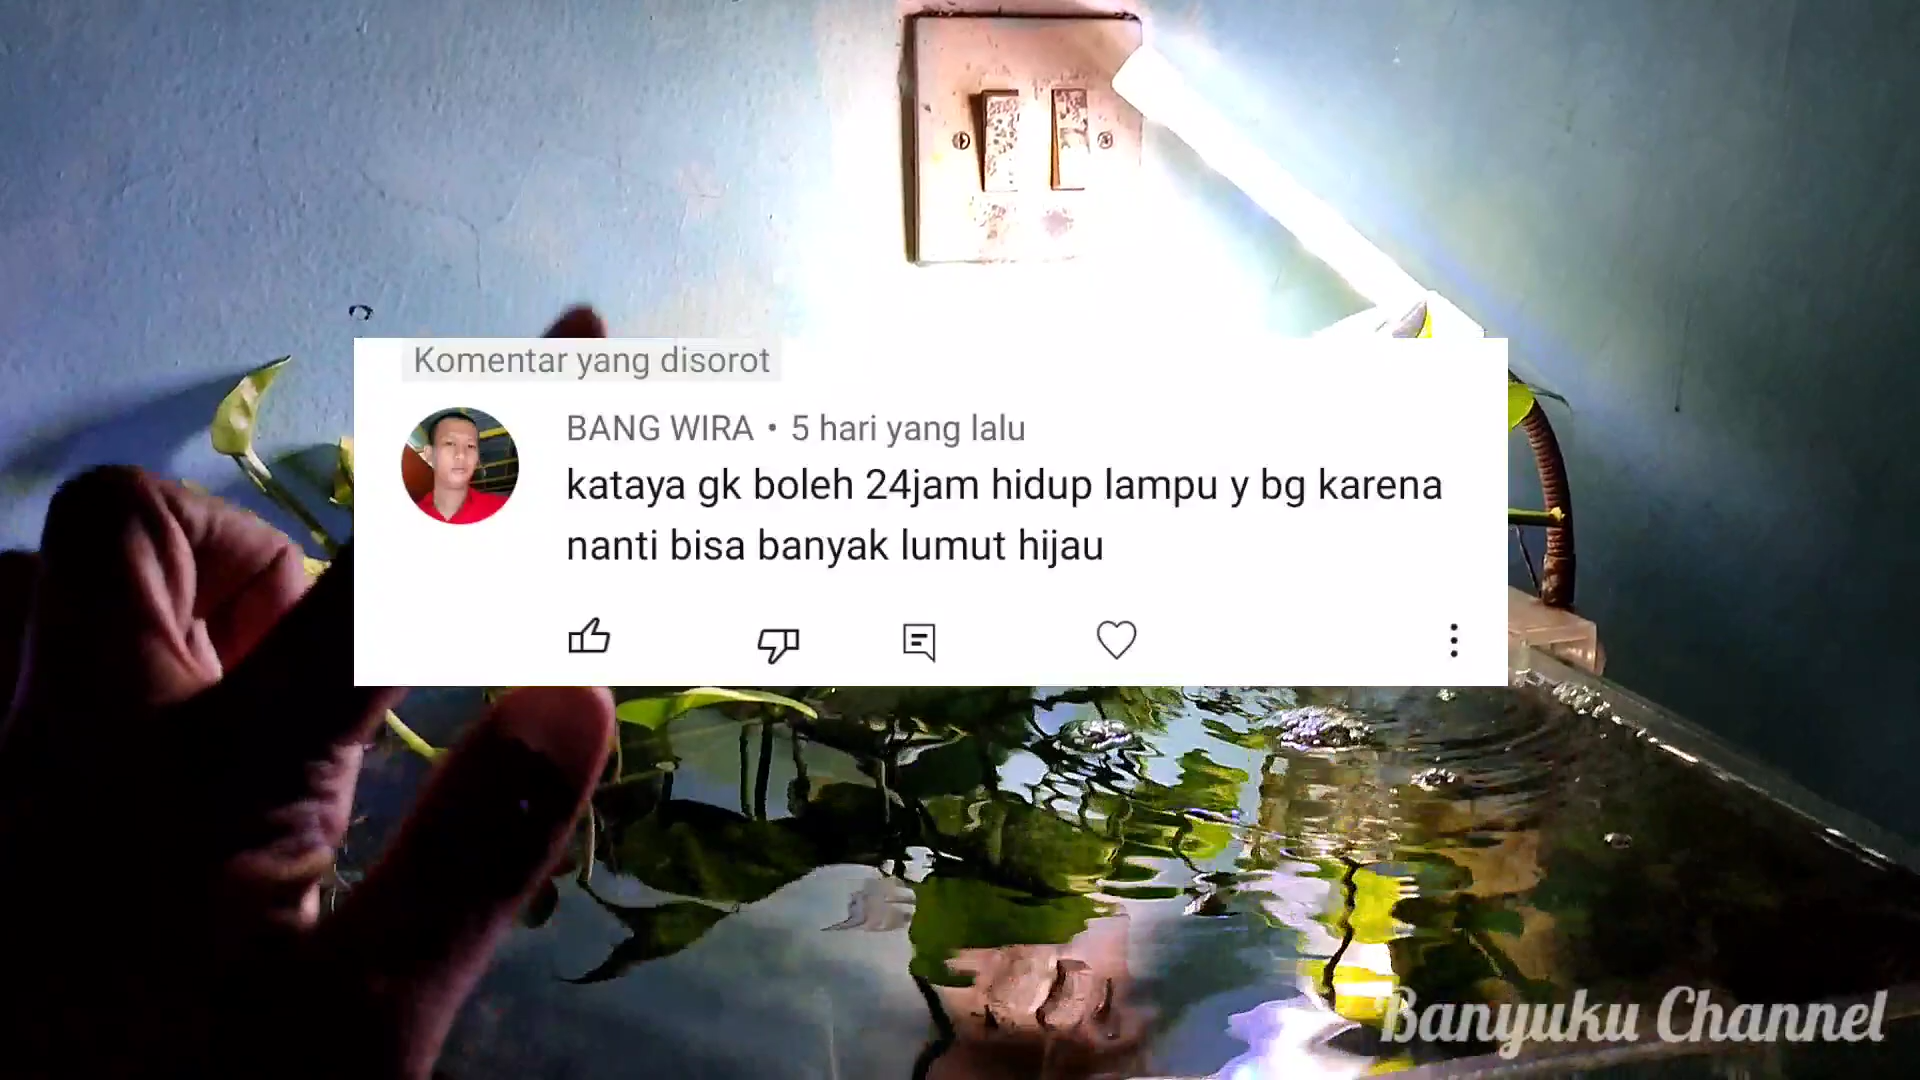 Komentar yang disorot
BANG WIRA • 5 hari yang lalu
kataya gk boleh 24jam hidup lampu y bg karena
nanti bisa banyak lumut hijau
Banyuku Channel